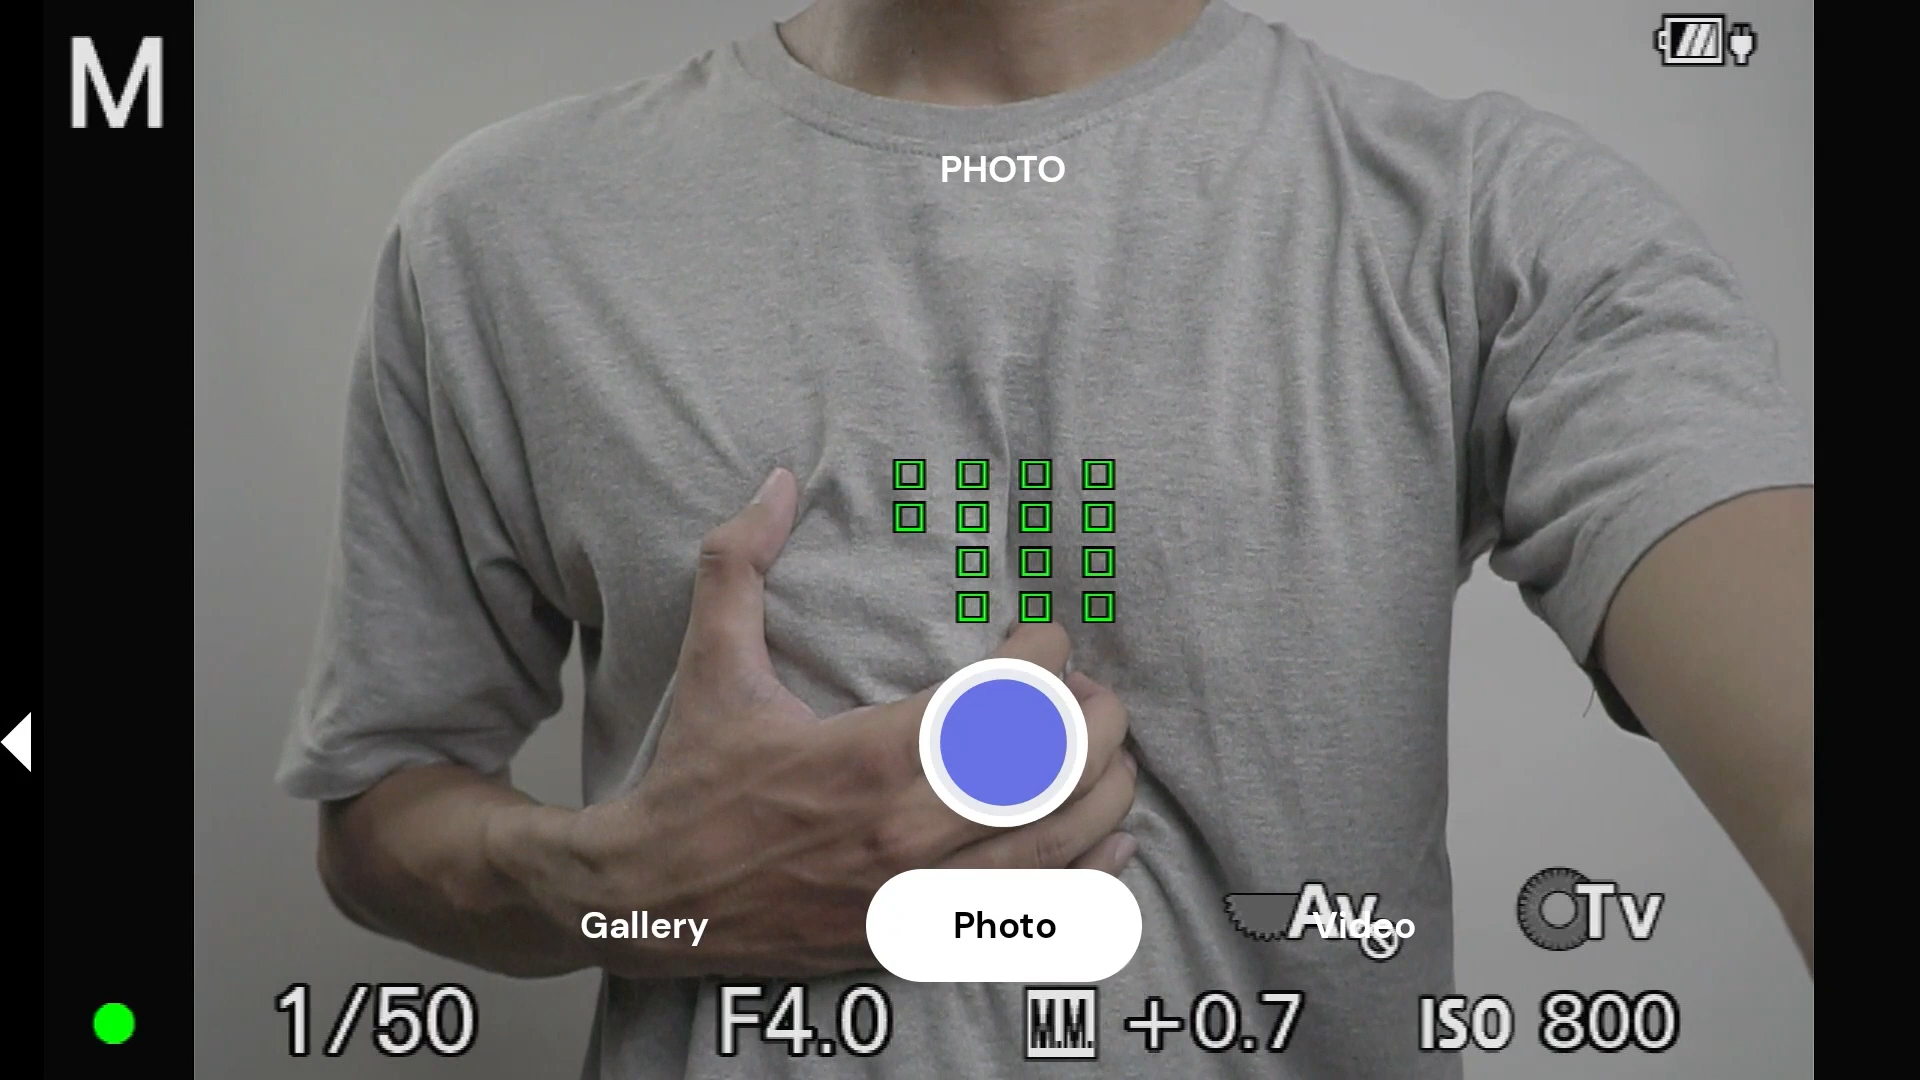 M
PHOTO
Av
Tv
Gallery
Photo
Video
1/50
F4.0
M.M.
+0.7
ISO 800